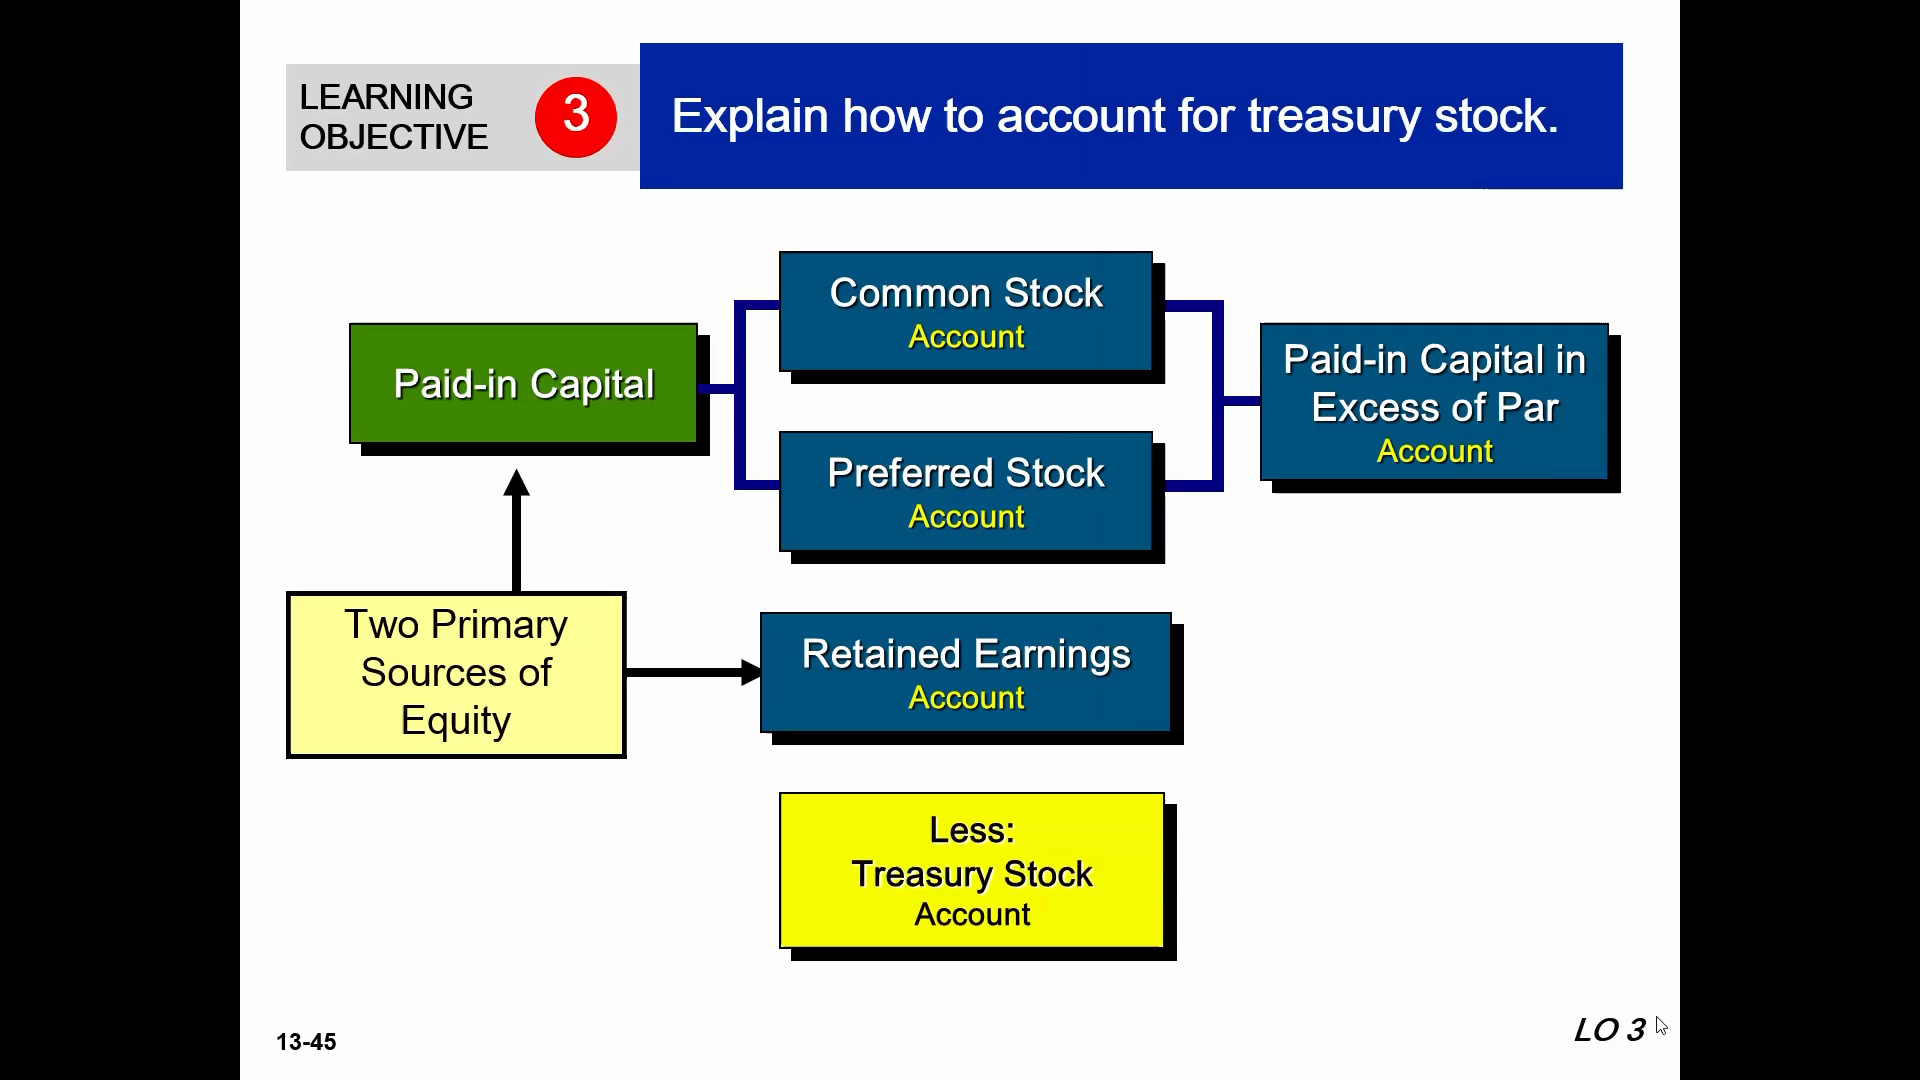 LEARNING
OBJECTIVE
3
Explain how to account for treasury stock.
Common Stock
Account
Paid-in Capital
Paid-in Capital in
Excess of Par
Account
Preferred Stock
Account
Two Primary
Sources of
Equity
Retained Earnings
Account
Less:
Treasury Stock
Account
13-45
LO 3